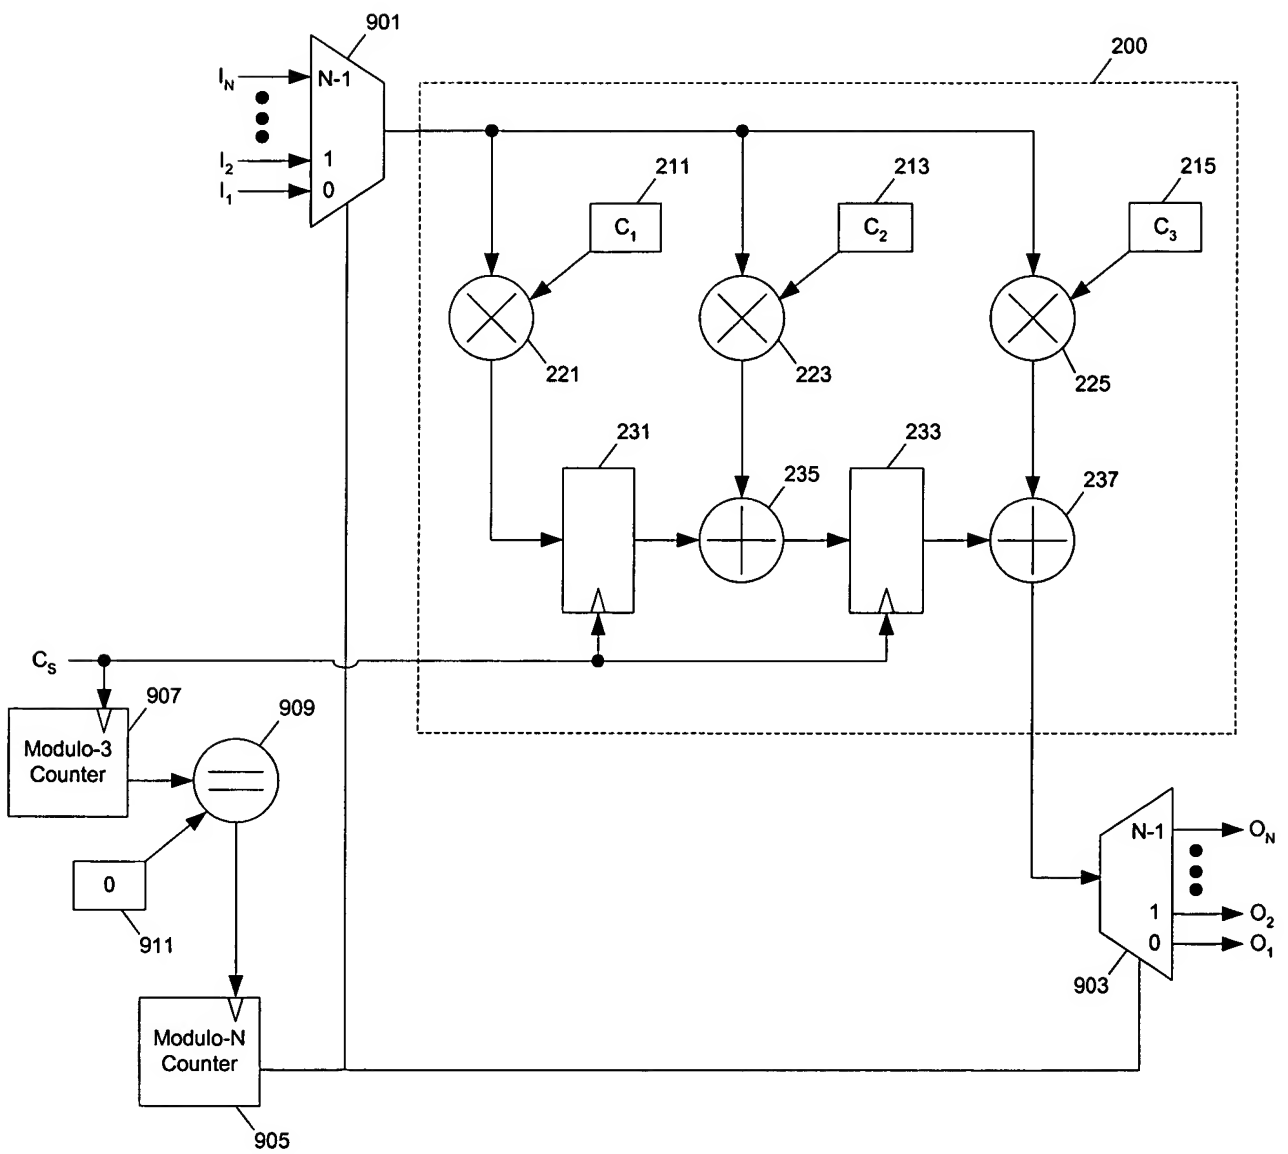 901
200
I_N
N-1
I_2
1
I_1
0
211
213
215
C_1
C_2
C_3
221
223
225
231
233
235
237
C_S
907
909
Modulo-3
Counter
0
911
N-1
O_N
1
O_2
0
O_1
903
Modulo-N
Counter
905